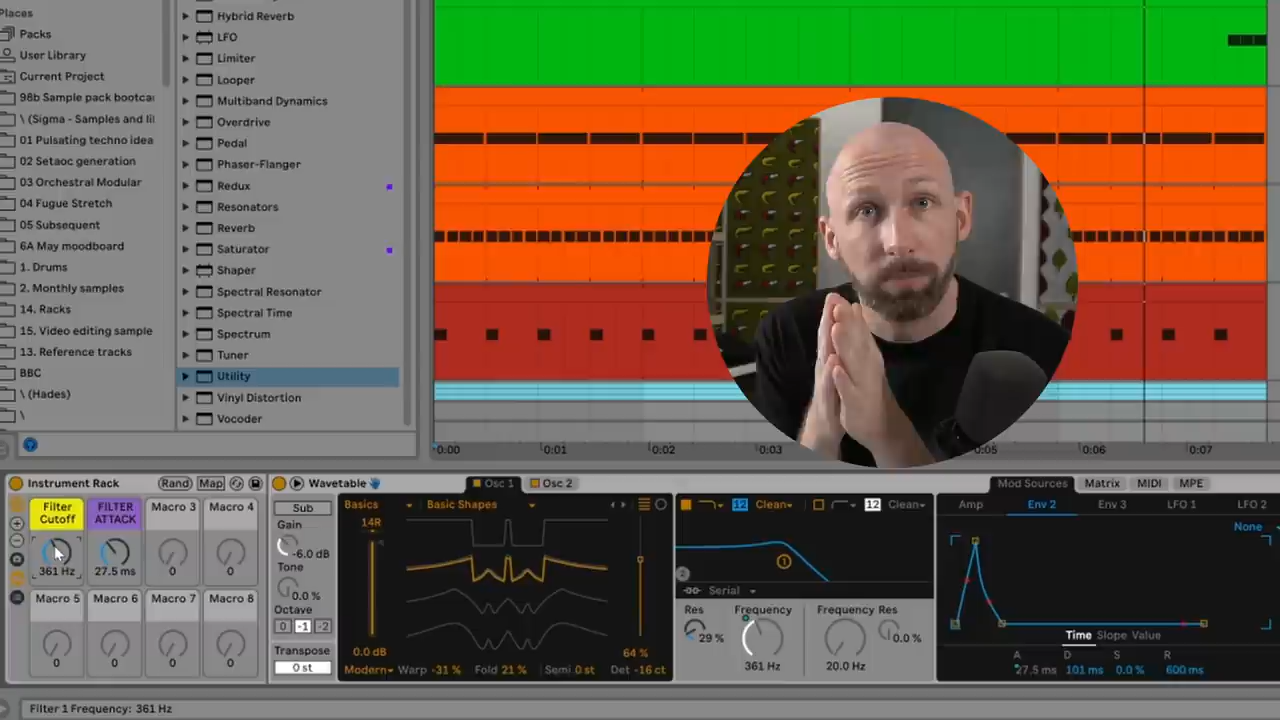 Places
Packs
User Library
Current Project
98b Sample pack bootca
\ (Sigma - Samples and lil
01 Pulsating techno idea
02 Setaoc generation
03 Orchestral Modular
04 Fugue Stretch
05 Subsequent
6A May moodboard
1. Drums
2. Monthly samples
14. Racks
15. Video editing sample
13. Reference tracks
BBC
\ (Hades)
\
Hybrid Reverb
LFO
Limiter
Looper
Multiband Dynamics
Overdrive
Pedal
Phaser-Flanger
Redux
Resonators
Reverb
Saturator
Shaper
Spectral Resonator
Spectral Time
Spectrum
Tuner
Utility
Vinyl Distortion
Vocoder
0:00 0:01 0:02 0:03 0:05 0:06 0:07
Instrument Rack Rand Map
Filter Cutoff FILTER ATTACK Macro 3 Macro 4
361 Hz 27.5 ms 0 0
Macro 5 Macro 6 Macro 7 Macro 8
0 0 0 0
Wavetable Osc 1 Osc 2
Sub
Gain
-6.0 dB
Tone
0.0 %
Octave
0 -1 -2
Transpose
0 st
Basics Basic Shapes
14R
0.0 dB 64 %
Modern Warp -31 % Fold 21 % Semi 0 st Det -16 ct
12 Clean 12 Clean
1
2
Serial
Res Frequency Frequency Res
29 % 361 Hz 20.0 Hz 0.0 %
Mod Sources Matrix MIDI MPE
Amp Env 2 Env 3 LFO 1 LFO 2
None
Time Slope Value
A D S R
27.5 ms 101 ms 0.0 % 600 ms
Filter 1 Frequency: 361 Hz